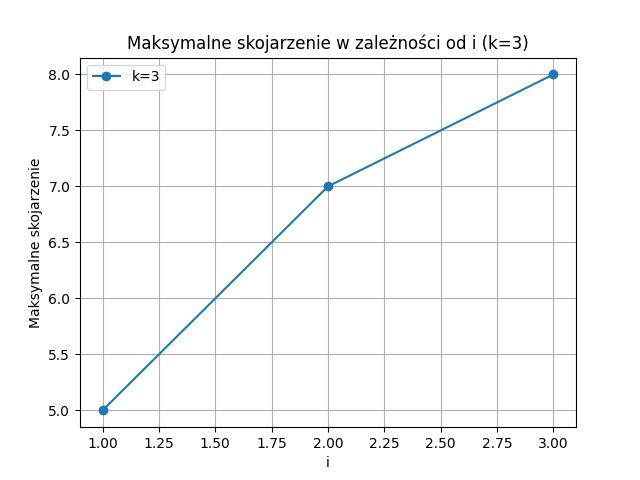 Maksymalne skojarzenie w zależności od i (k=3)
k=3
8.0
7.5
7.0
6.5
6.0
5.5
5.0
Maksymalne skojarzenie
1.00 1.25 1.50 1.75 2.00 2.25 2.50 2.75 3.00
i